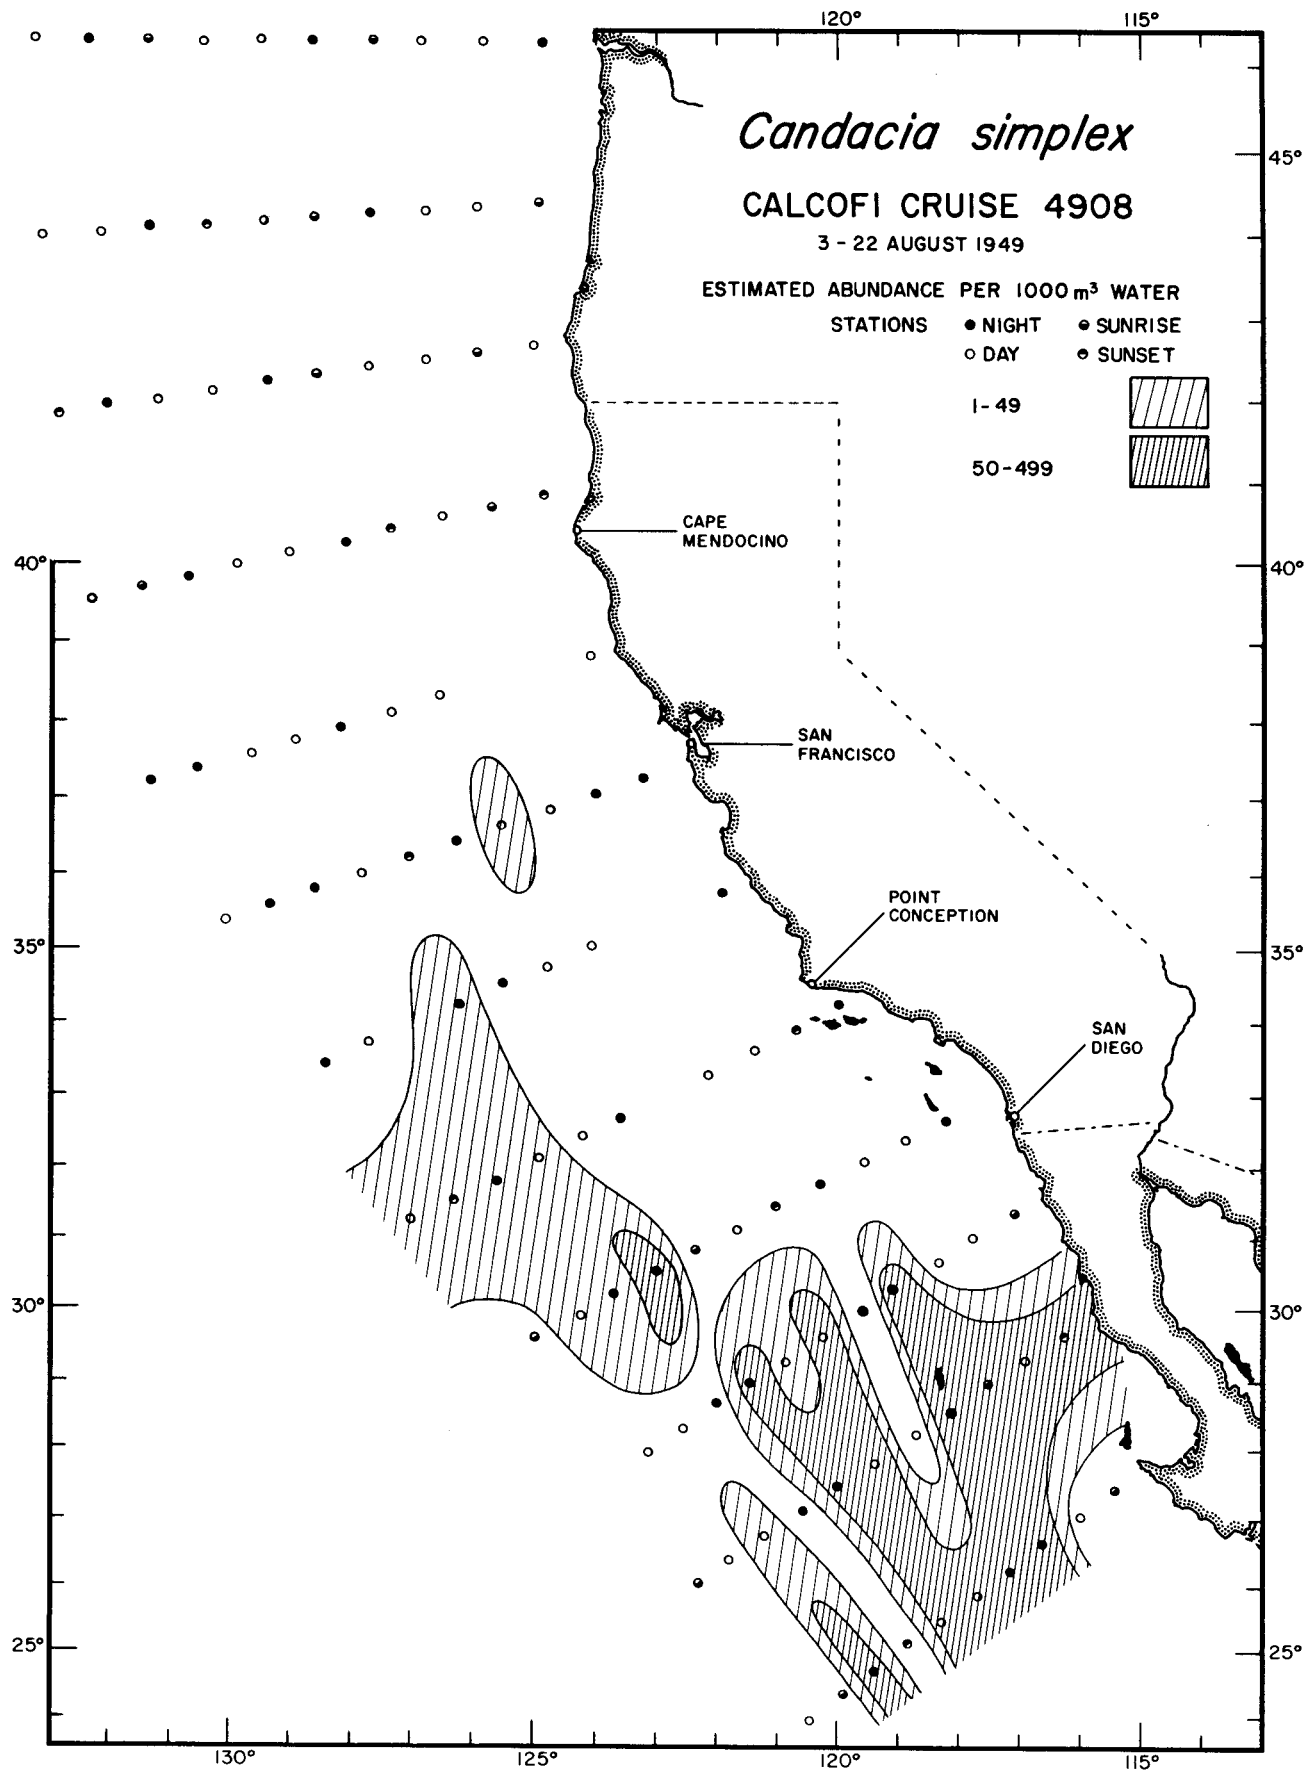 120° 115°
Candacia simplex
45°
CALCOFI CRUISE 4908
3 - 22 AUGUST 1949
ESTIMATED ABUNDANCE PER 1000 m³ WATER
STATIONS ● NIGHT SUNRISE
○ DAY SUNSET
1 - 49
50 - 499
CAPE
MENDOCINO
40° 40°
SAN
FRANCISCO
POINT
CONCEPTION
35° 35°
SAN
DIEGO
30° 30°
25° 25°
130° 125° 120° 115°